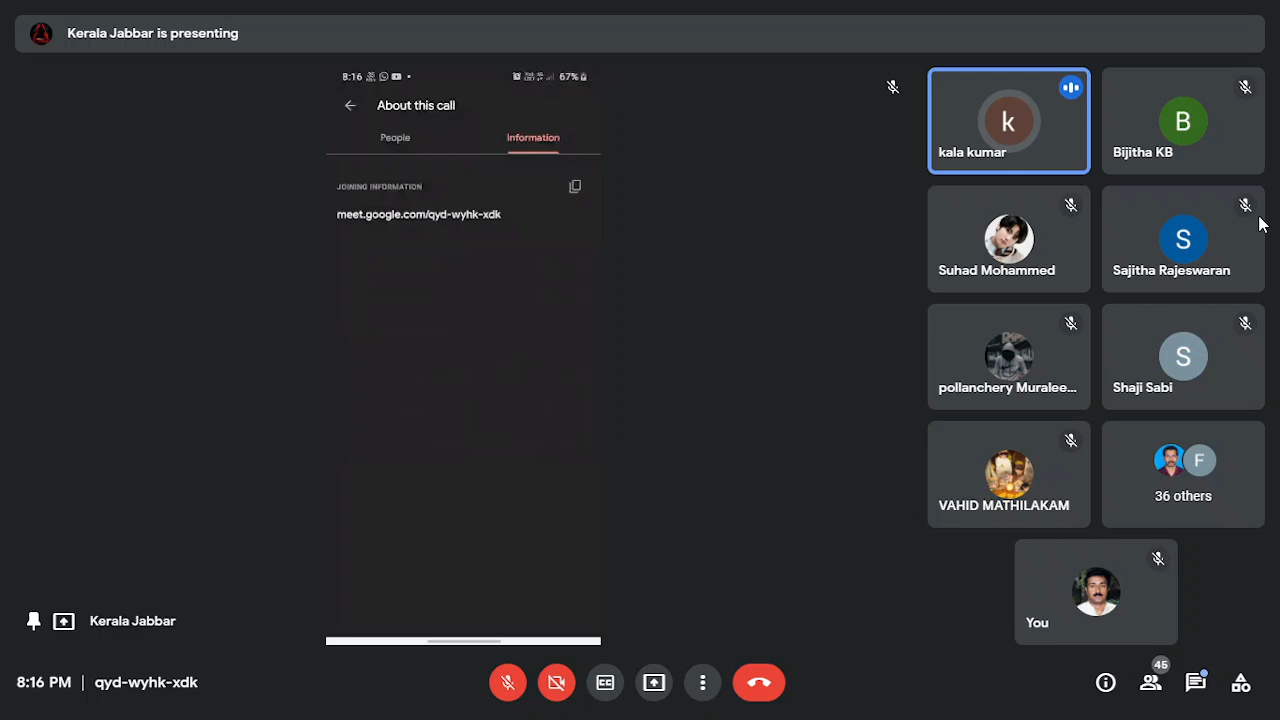 Kerala Jabbar is presenting
8:16
67%
About this call
People
Information
JOINING INFORMATION
meet.google.com/qyd-wyhk-xdk
k
kala kumar
B
Bijitha KB
Suhad Mohammed
S
Sajitha Rajeswaran
pollanchery Muralee...
S
Shaji Sabi
VAHID MATHILAKAM
F
36 others
You
Kerala Jabbar
8:16 PM | qyd-wyhk-xdk
CC
45